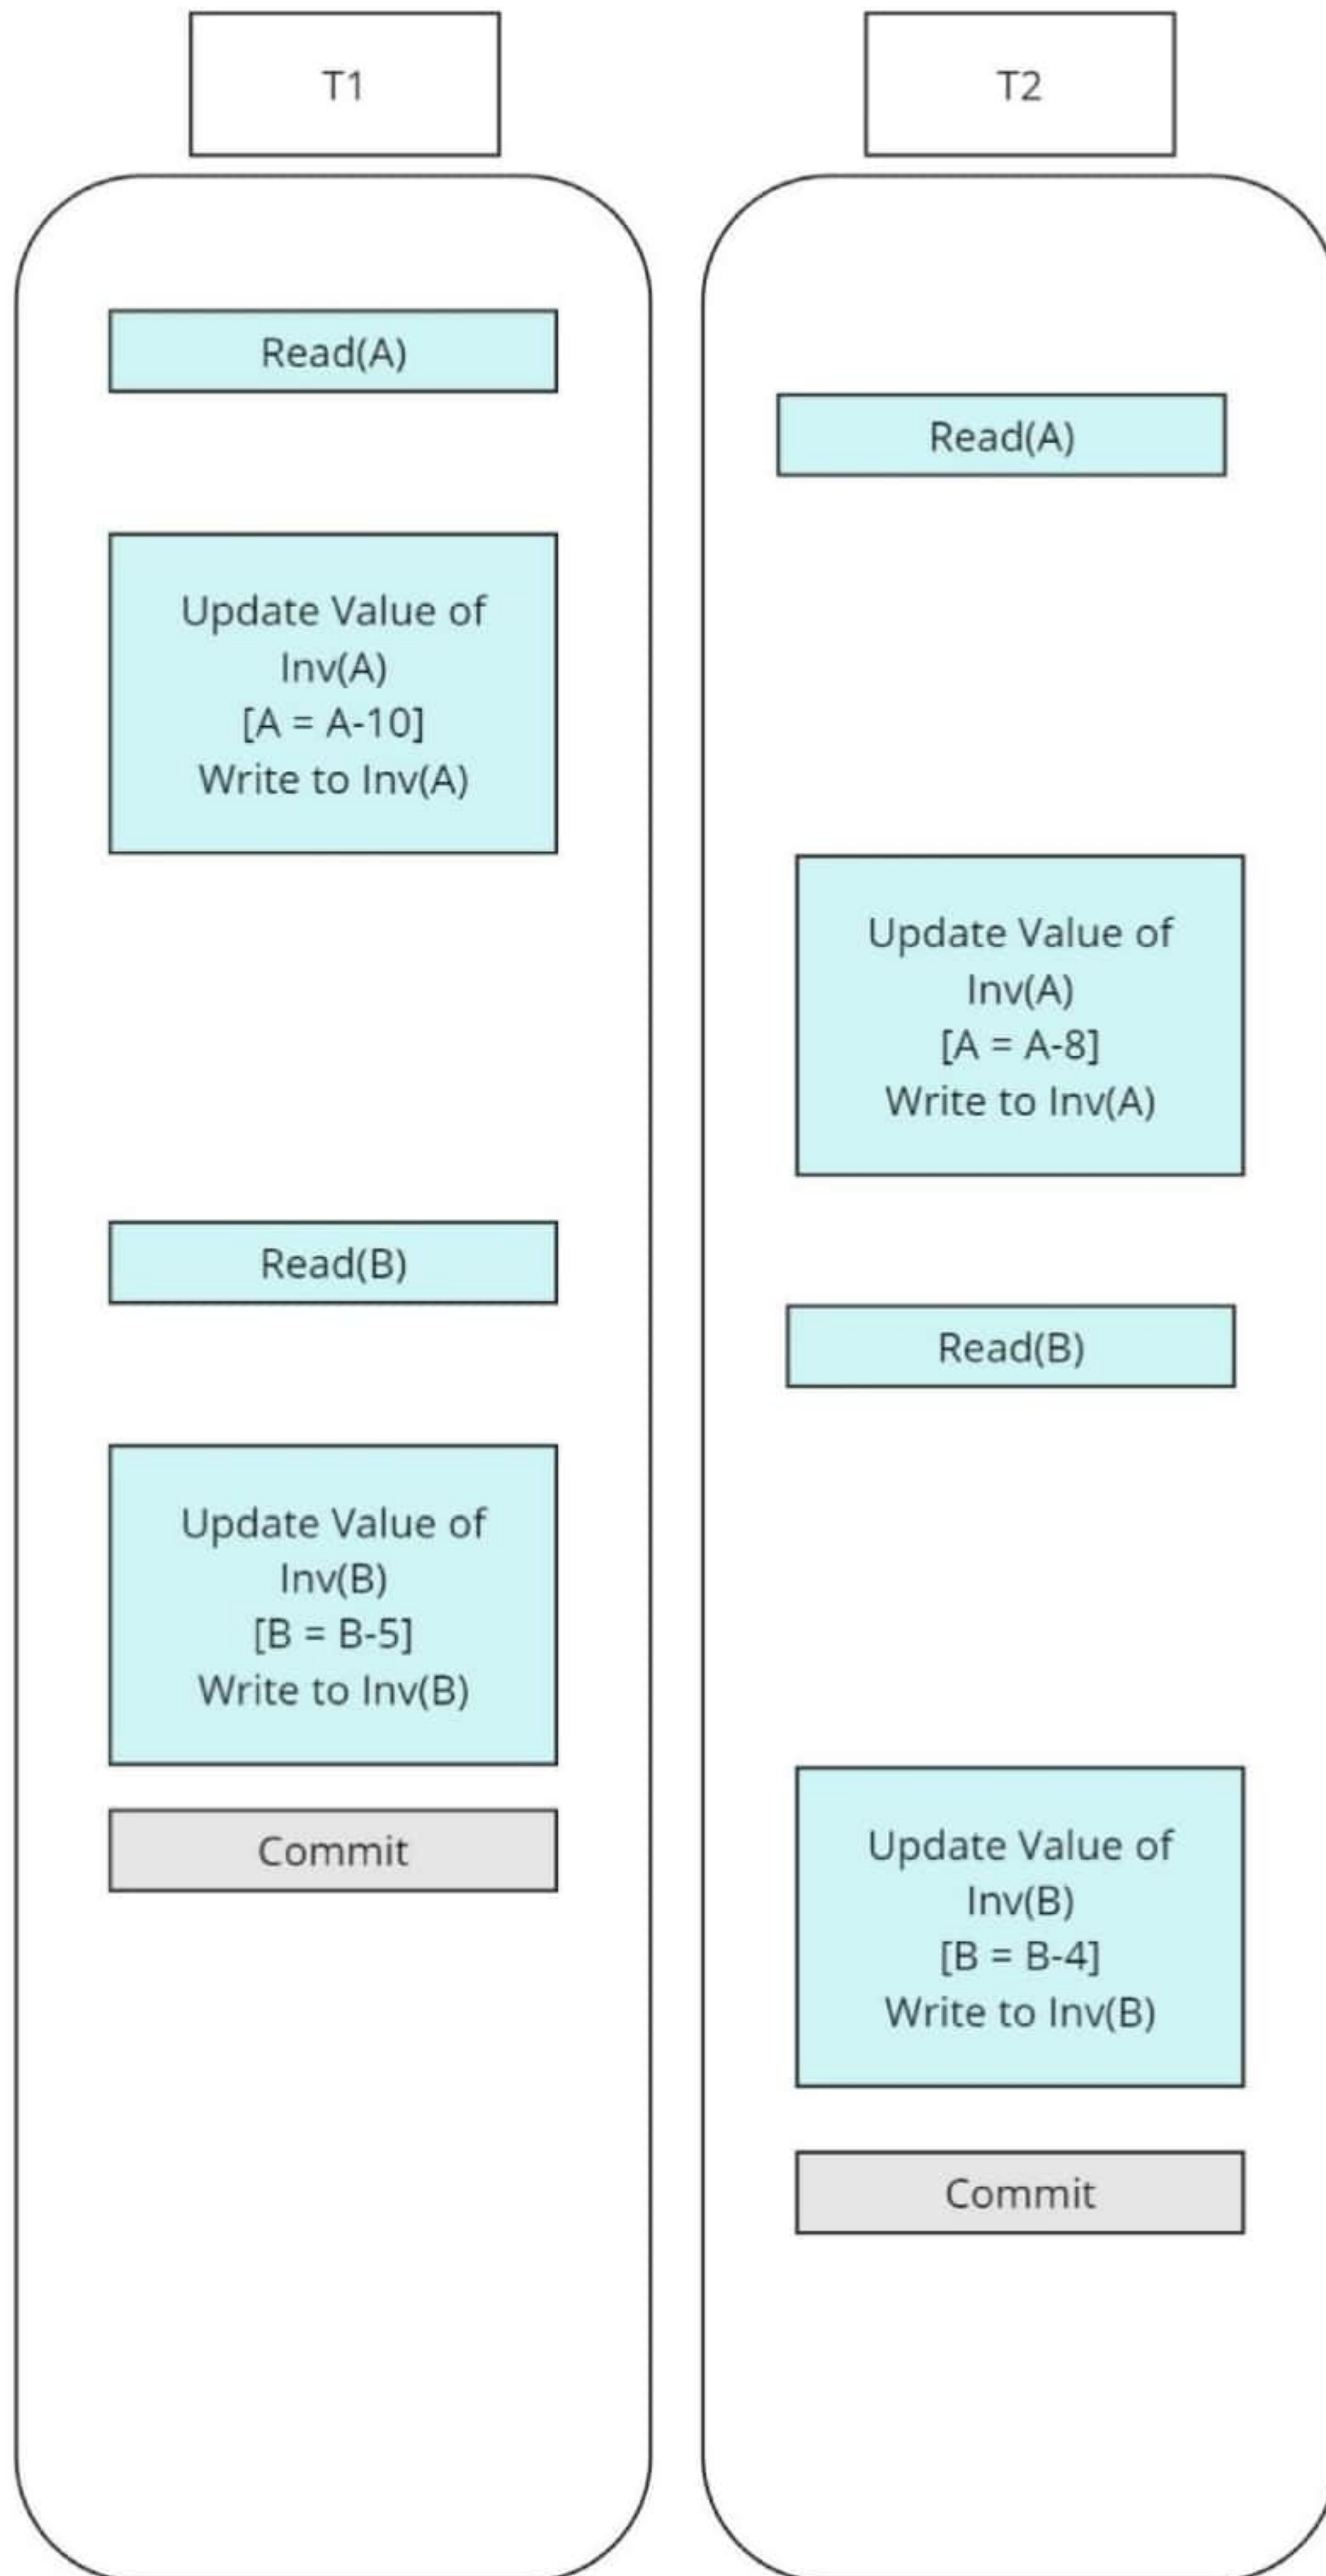 T1
T2
Read(A)
Read(A)
Update Value of
Inv(A)
[A = A-10]
Write to Inv(A)
Update Value of
Inv(A)
[A = A-8]
Write to Inv(A)
Read(B)
Read(B)
Update Value of
Inv(B)
[B = B-5]
Write to Inv(B)
Update Value of
Inv(B)
[B = B-4]
Write to Inv(B)
Commit
Commit